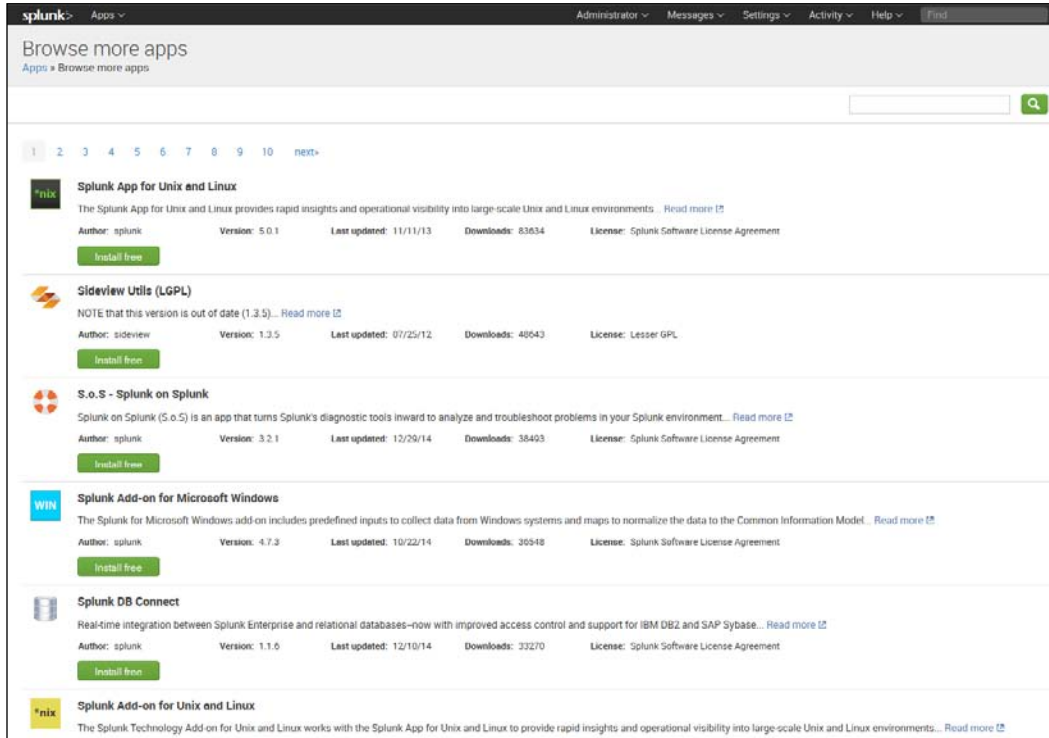 splunk> Apps Administrator Messages Settings Activity Help Find
Browse more apps
Apps » Browse more apps
1 2 3 4 5 6 7 8 9 10 next»
*nix
Splunk App for Unix and Linux
The Splunk App for Unix and Linux provides rapid insights and operational visibility into large-scale Unix and Linux environments... Read more
Author: splunk Version: 5.0.1 Last updated: 11/11/13 Downloads: 83634 License: Splunk Software License Agreement
Install free
Sideview Utils (LGPL)
NOTE that this version is out of date (1.3.5)... Read more
Author: sideview Version: 1.3.5 Last updated: 07/25/12 Downloads: 48643 License: Lesser GPL
Install free
S.o.S - Splunk on Splunk
Splunk on Splunk (S.o.S) is an app that turns Splunk's diagnostic tools inward to analyze and troubleshoot problems in your Splunk environment... Read more
Author: splunk Version: 3.2.1 Last updated: 12/29/14 Downloads: 38493 License: Splunk Software License Agreement
Install free
WIN
Splunk Add-on for Microsoft Windows
The Splunk for Microsoft Windows add-on includes predefined inputs to collect data from Windows systems and maps to normalize the data to the Common Information Model... Read more
Author: splunk Version: 4.7.3 Last updated: 10/22/14 Downloads: 36548 License: Splunk Software License Agreement
Install free
Splunk DB Connect
Real-time integration between Splunk Enterprise and relational databases–now with improved access control and support for IBM DB2 and SAP Sybase... Read more
Author: splunk Version: 1.1.6 Last updated: 12/10/14 Downloads: 33270 License: Splunk Software License Agreement
Install free
*nix
Splunk Add-on for Unix and Linux
The Splunk Technology Add-on for Unix and Linux works with the Splunk App for Unix and Linux to provide rapid insights and operational visibility into large-scale Unix and Linux environments... Read more